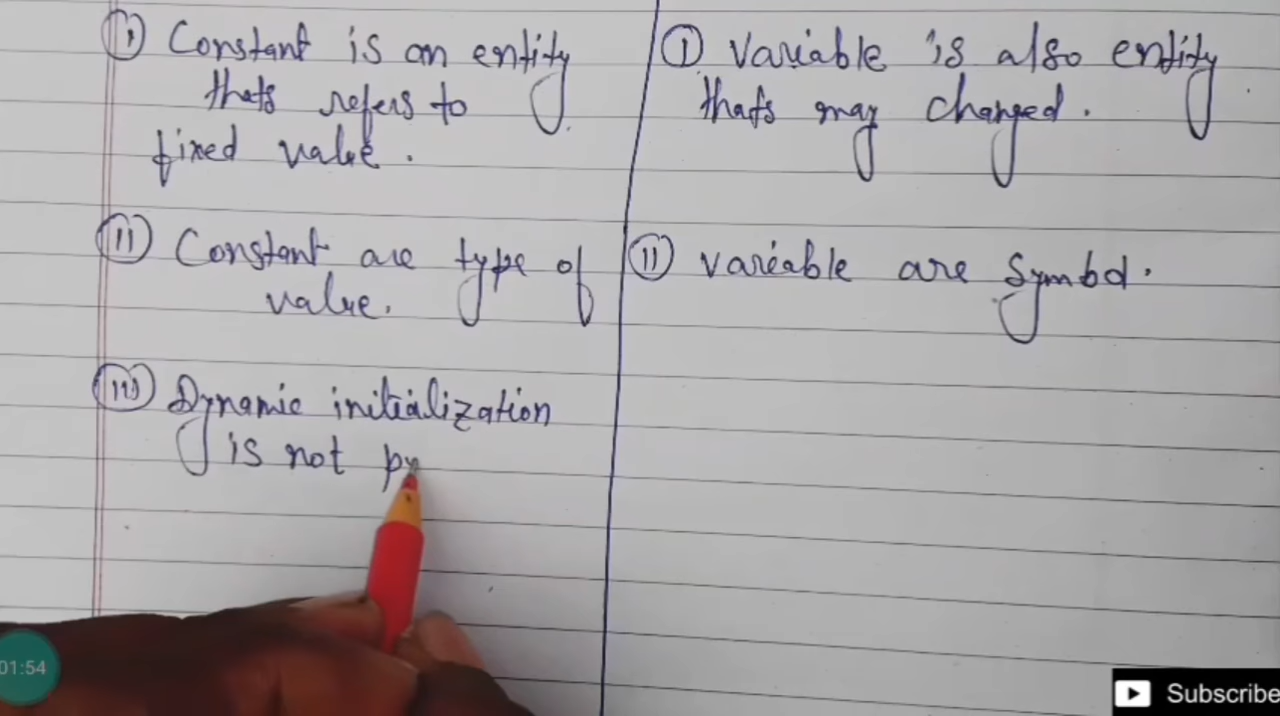 (i) Constant is an entity
thats refers to
fixed value.
(ii) Constant are type of
value.
(iii) Dynamic initialization
is not
(i) Variable is also entity
thats may changed.
(ii) variable are symbol.
01:54
Subscribe